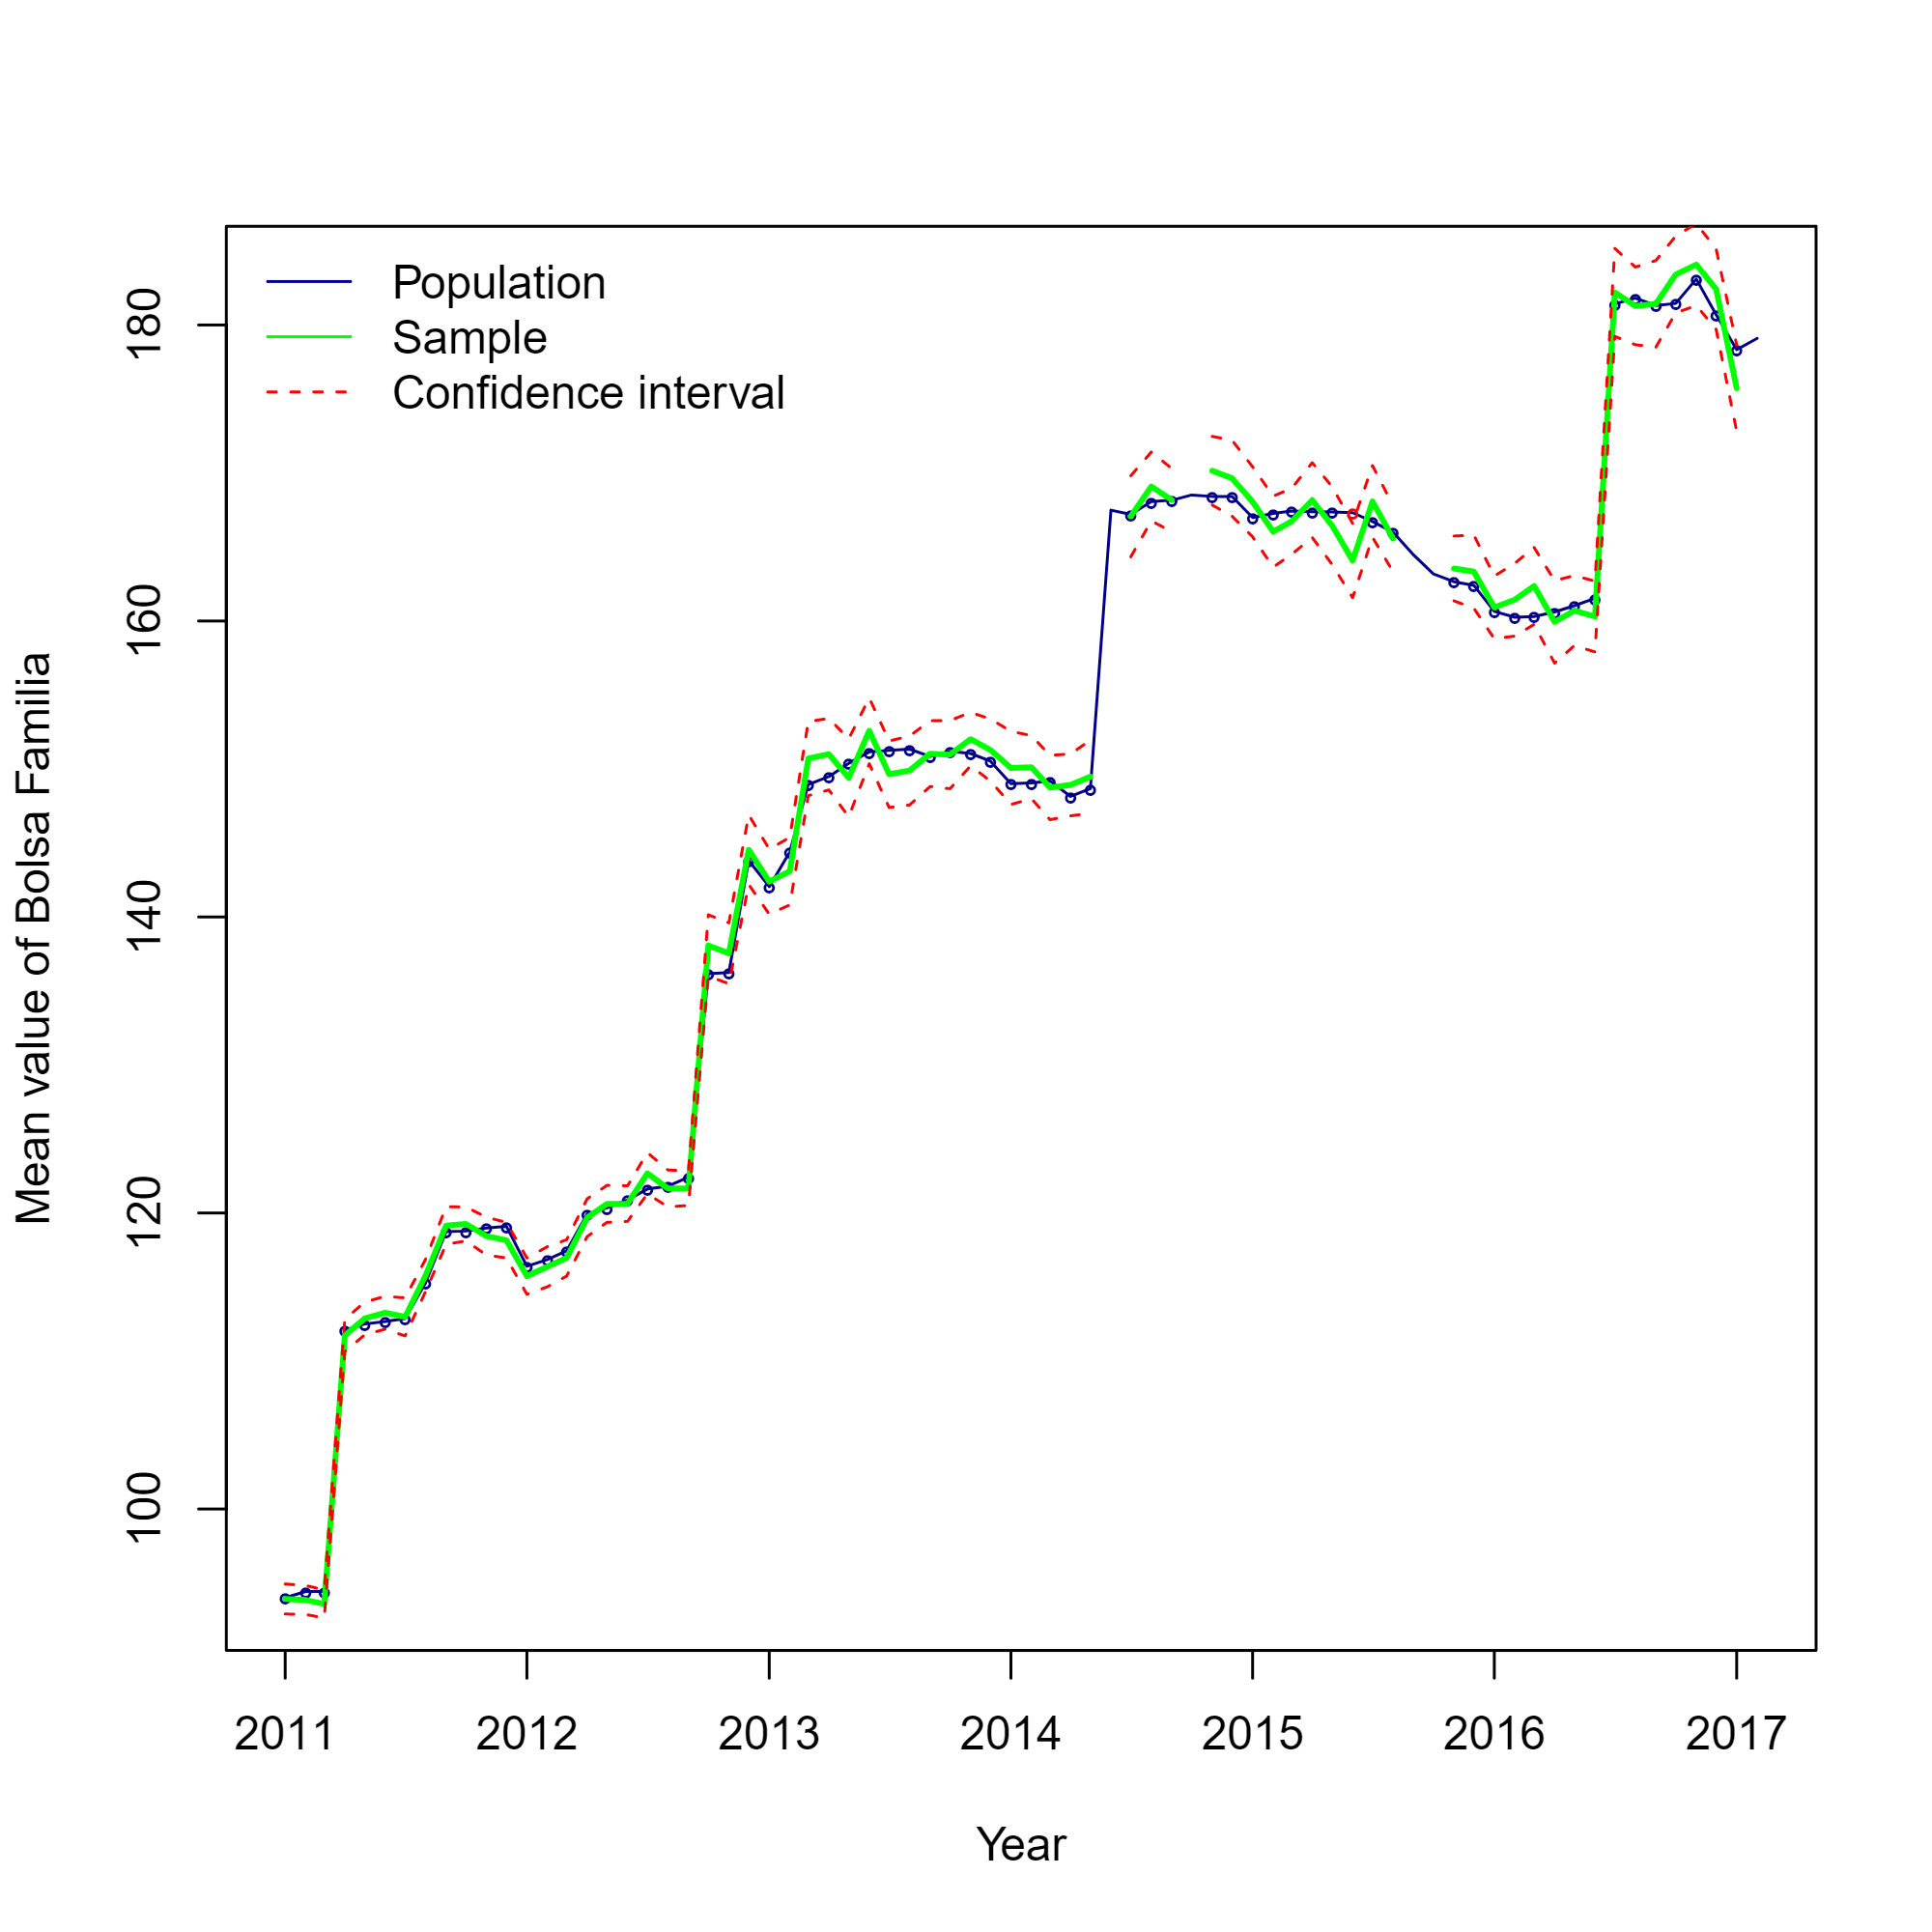 Population
Sample
Confidence interval
Mean value of Bolsa Familia
180
160
140
120
100
2011 2012 2013 2014 2015 2016 2017
Year